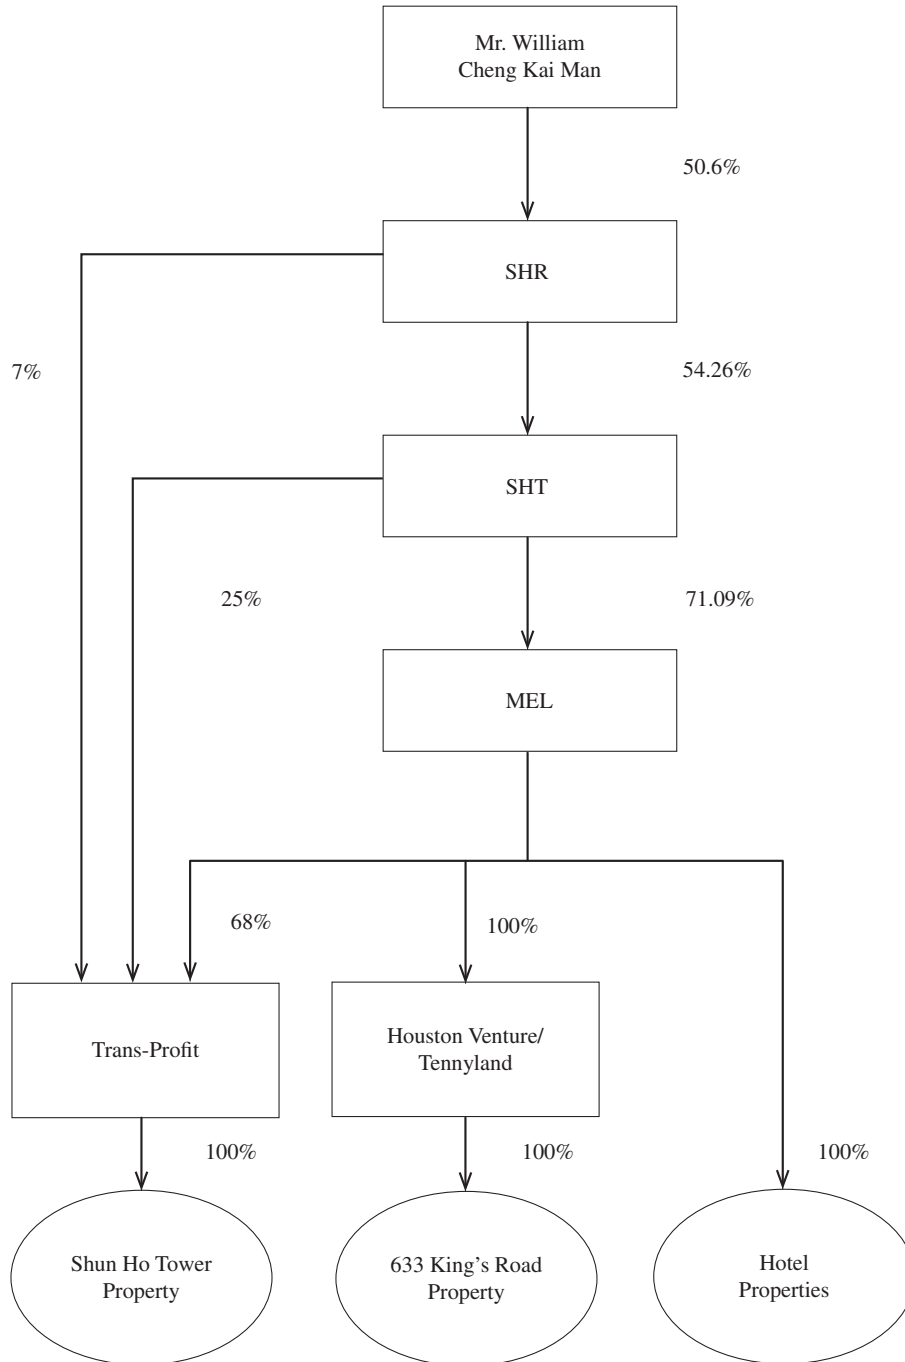 Mr. William
Cheng Kai Man
50.6%
SHR
7%
54.26%
SHT
25%
71.09%
MEL
68%
100%
Trans-Profit
Houston Venture/
Tennyland
100%
100%
100%
Shun Ho Tower
Property
633 King's Road
Property
Hotel
Properties